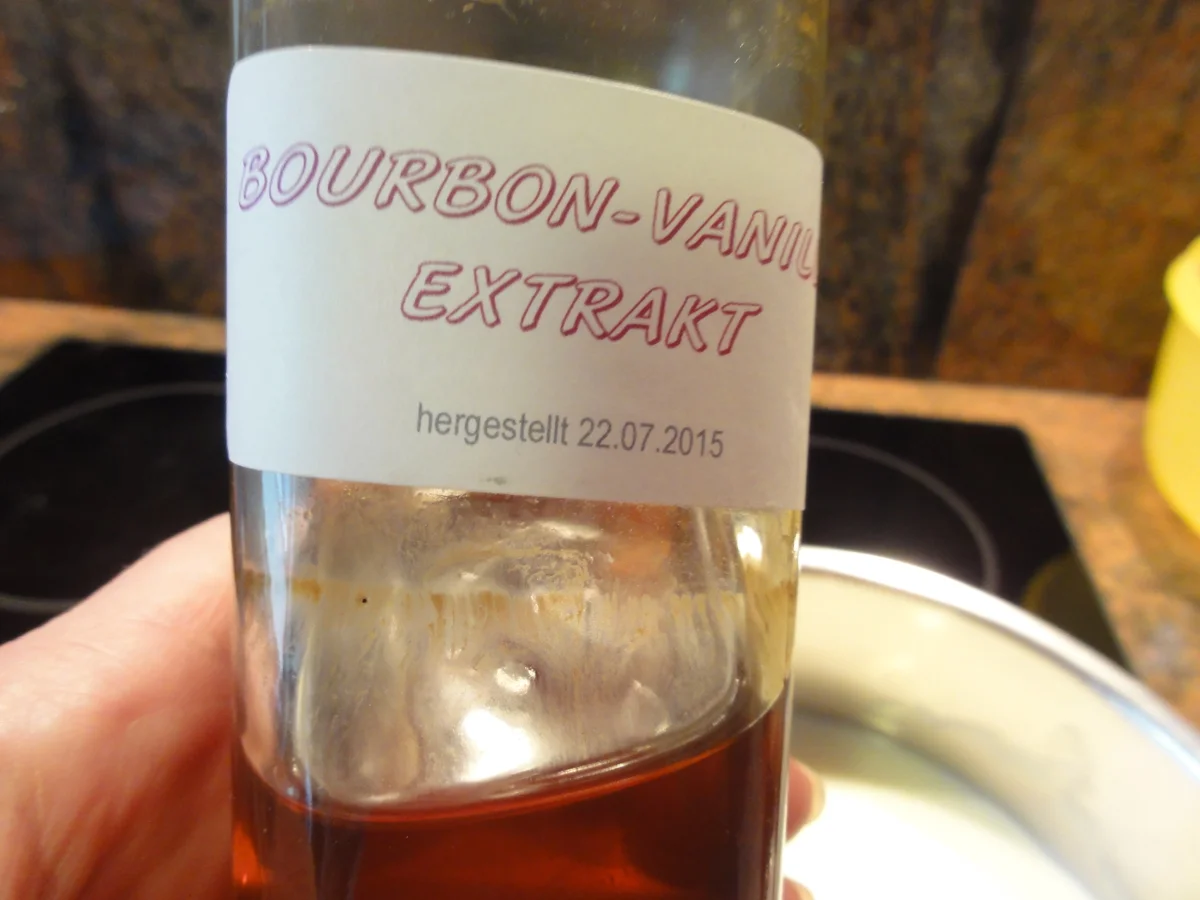 BOURBON-VANIL
EXTRAKT
hergestellt 22.07.2015